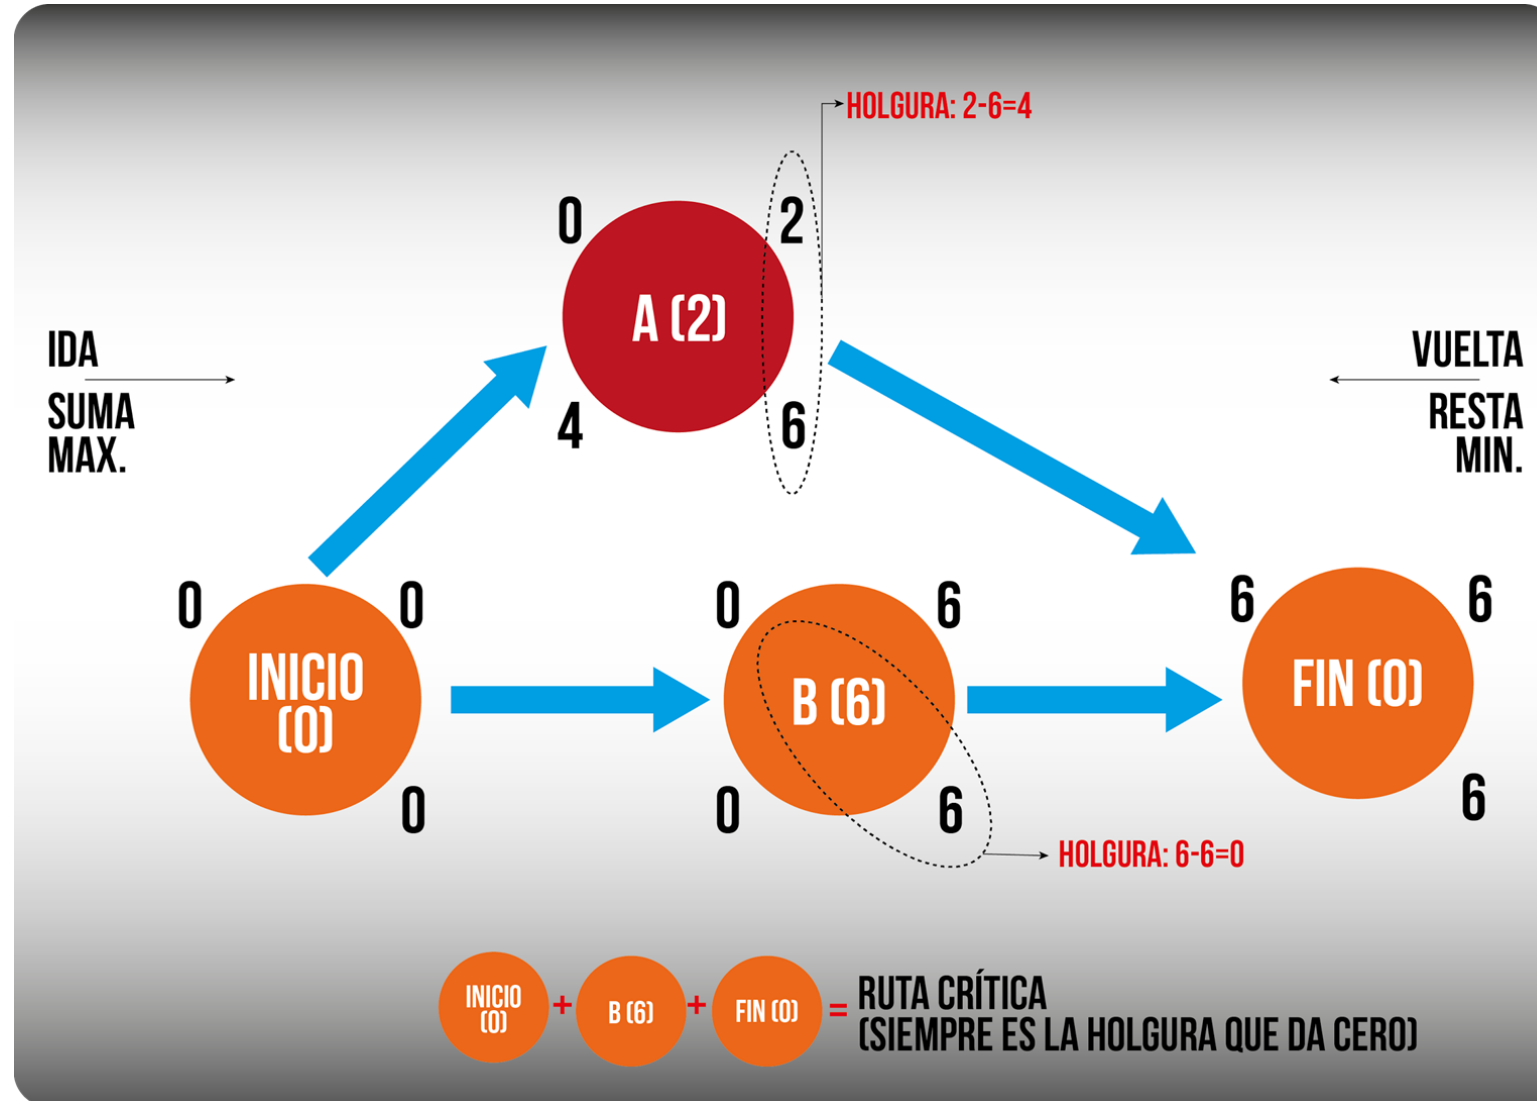 HOLGURA: 2-6=4
0
2
A (2)
4
6
IDA
SUMA
MAX.
VUELTA
RESTA
MIN.
0
0
INICIO
(0)
0
0
6
B (6)
0
6
6
6
FIN (0)
6
HOLGURA: 6-6=0
INICIO
(0)
+
B (6)
+
FIN (0)
=
RUTA CRÍTICA
(SIEMPRE ES LA HOLGURA QUE DA CERO)